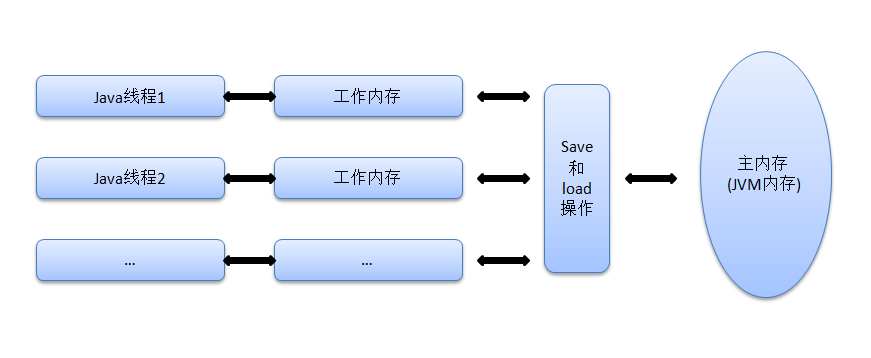 Java线程1
工作内存
Java线程2
工作内存
...
...
Save
和
load
操作
主内存
(JVM内存)